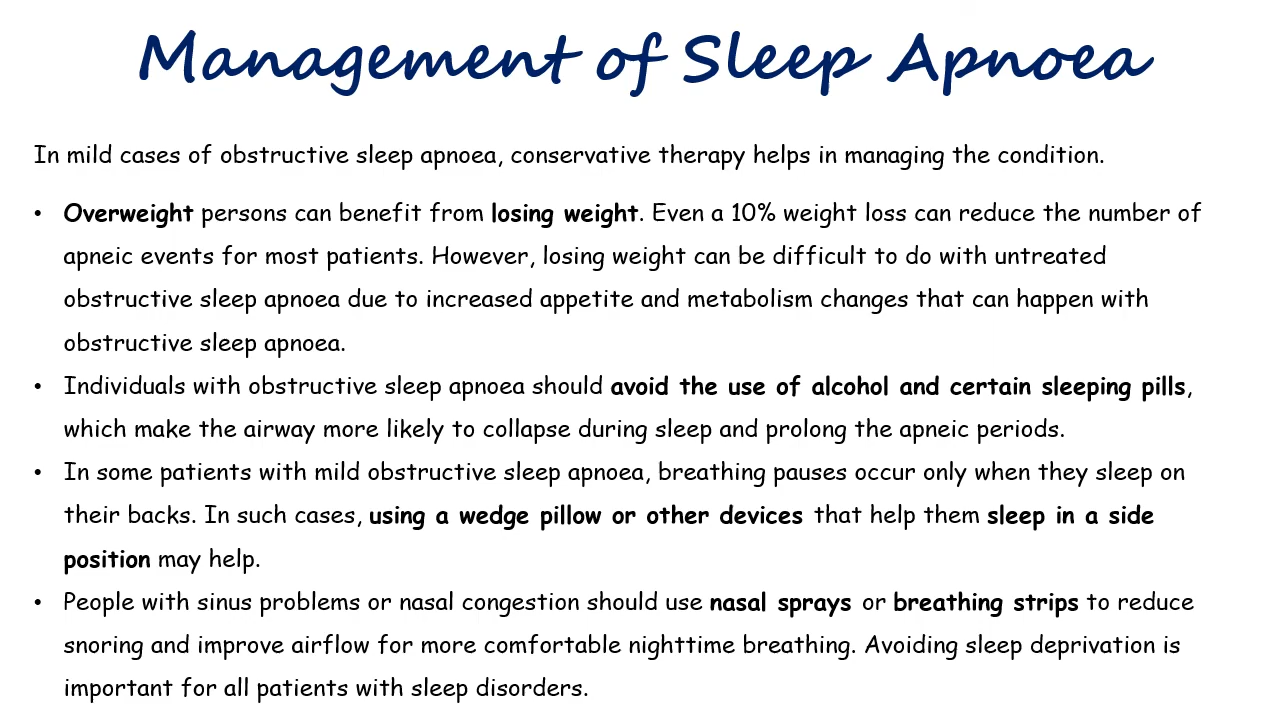 Management of Sleep Apnoea
In mild cases of obstructive sleep apnoea, conservative therapy helps in managing the condition.
• Overweight persons can benefit from losing weight. Even a 10% weight loss can reduce the number of
apneic events for most patients. However, losing weight can be difficult to do with untreated
obstructive sleep apnoea due to increased appetite and metabolism changes that can happen with
obstructive sleep apnoea.
• Individuals with obstructive sleep apnoea should avoid the use of alcohol and certain sleeping pills,
which make the airway more likely to collapse during sleep and prolong the apneic periods.
• In some patients with mild obstructive sleep apnoea, breathing pauses occur only when they sleep on
their backs. In such cases, using a wedge pillow or other devices that help them sleep in a side
position may help.
• People with sinus problems or nasal congestion should use nasal sprays or breathing strips to reduce
snoring and improve airflow for more comfortable nighttime breathing. Avoiding sleep deprivation is
important for all patients with sleep disorders.